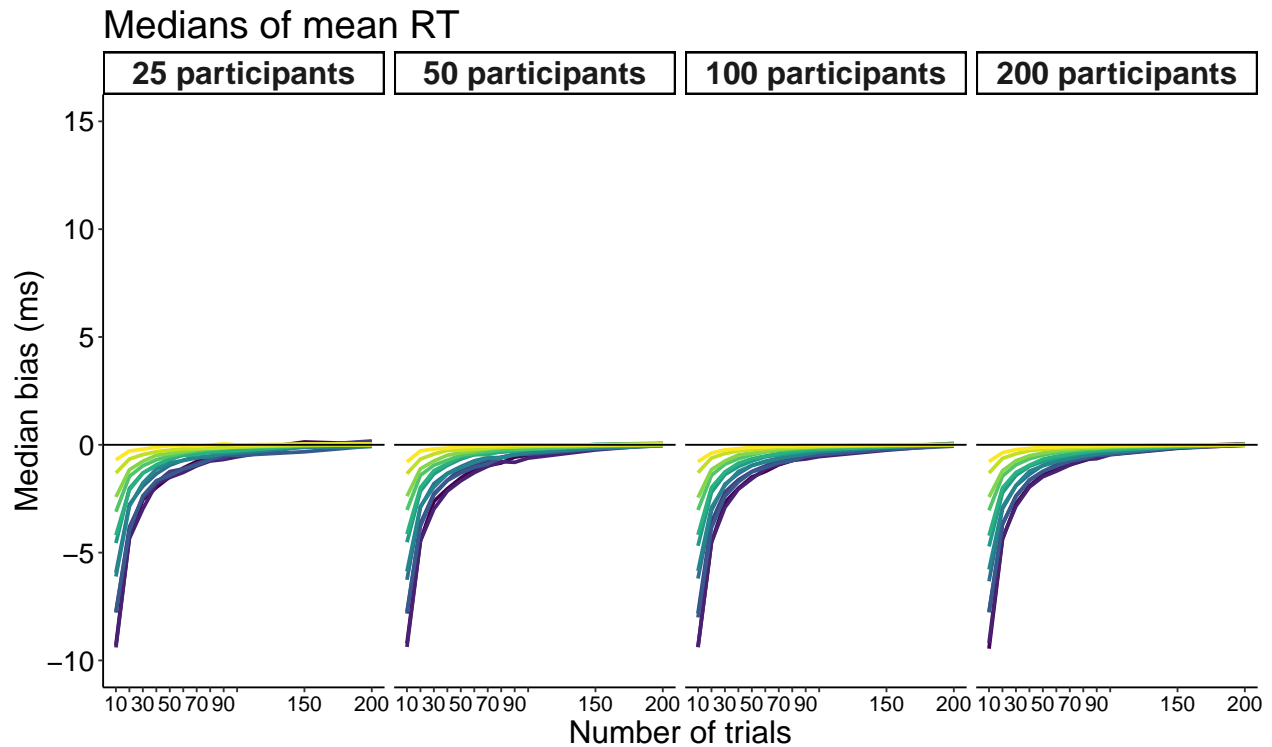 Medians of mean RT
25 participants 50 participants 100 participants 200 participants
Median bias (ms)
15
10
5
0
−5
−10
10 30 50 70 90 150 200 10 30 50 70 90 150 200 10 30 50 70 90 150 200 10 30 50 70 90 150 200
Number of trials